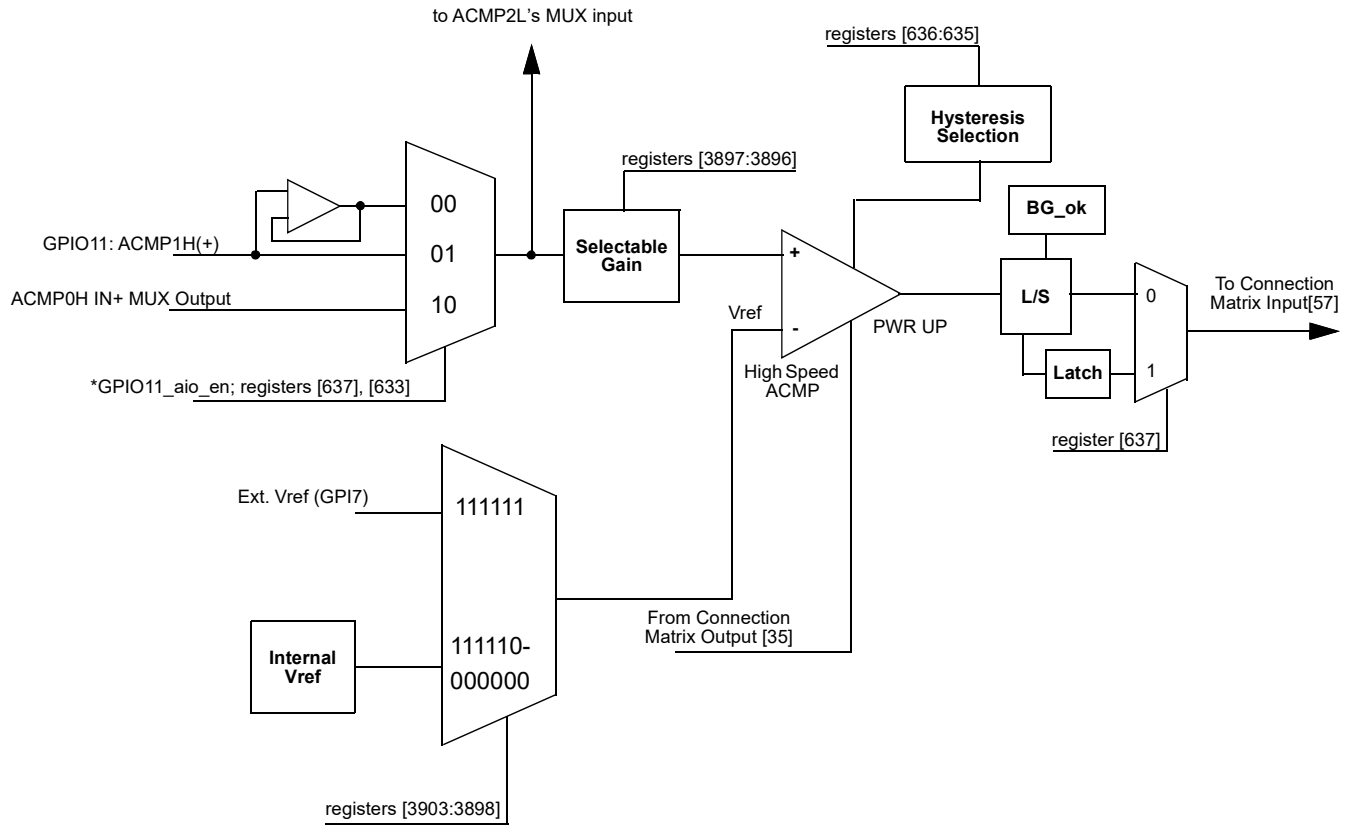 to ACMP2L's MUX input
registers [636:635]
Hysteresis
Selection
registers [3897:3896]
00
BG_ok
GPIO11: ACMP1H(+)
01
Selectable
Gain
+
L/S
0
To Connection
Matrix Input[57]
ACMP0H IN+ MUX Output
10
Vref
-
PWR UP
High Speed
ACMP
Latch
1
*GPIO11_aio_en; registers [637], [633]
register [637]
Ext. Vref (GPI7)
111111
From Connection
Matrix Output [35]
Internal
Vref
111110-
000000
registers [3903:3898]